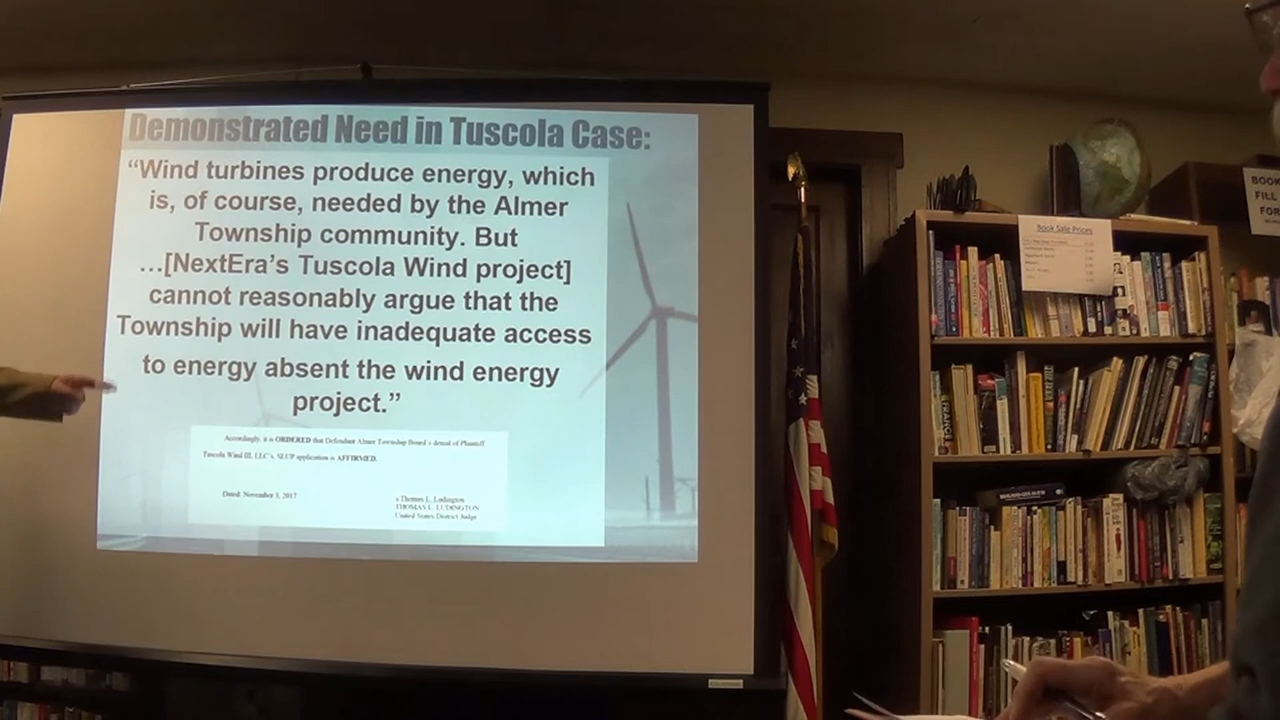 Demonstrated Need in Tuscola Case:
“Wind turbines produce energy, which
is, of course, needed by the Almer
Township community. But
…[NextEra’s Tuscola Wind project]
cannot reasonably argue that the
Township will have inadequate access
to energy absent the wind energy
project.”
Accordingly, it is ORDERED that Defendant Almer Township Board's denial of Plaintiff
Tuscola Wind III, LLC's, SLUP application is AFFIRMED.
Dated: November 3, 2017
s/Thomas L. Ludington
THOMAS L. LUDINGTON
United States District Judge
Book Sale Prices
BOOK
FILL
FOR